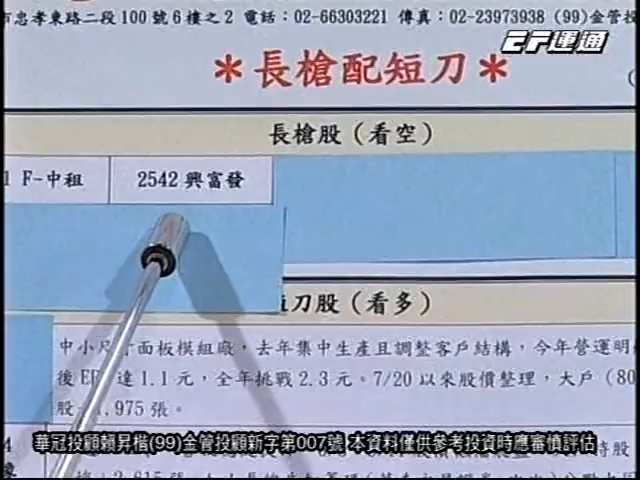 市忠孝東路二段100號6樓之2 電話：02-66303221 傳真：02-23973938 (99)金管投
EF運通
＊長槍配短刀＊
長槍股（看空）
1 F-中租
2542興富發
刀股（看多）
中小尺寸面板模組廠，去年集中生產且調整客戶結構，今年營運明
後EP 達1.1元，全年挑戰2.3元。7/20以來股價整理，大戶（80
股 1,975張。
華冠投顧賴昇楷(99)金管投顧新字第007號 本資料僅供參考投資時應審慎評估